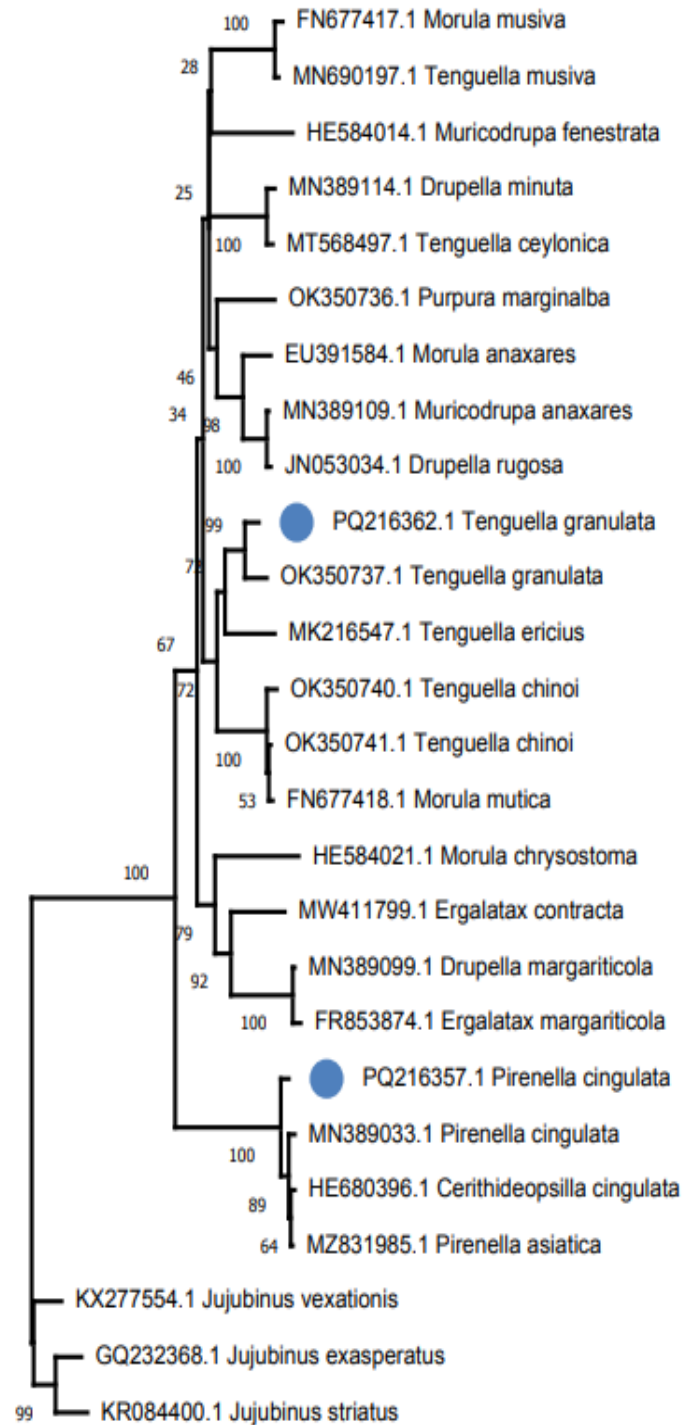 100
FN677417.1 Morula musiva
28
MN690197.1 Tenguella musiva
HE584014.1 Muricodrupa fenestrata
25
MN389114.1 Drupella minuta
100
MT568497.1 Tenguella ceylonica
OK350736.1 Purpura marginalba
EU391584.1 Morula anaxares
46
34
98
MN389109.1 Muricodrupa anaxares
100
JN053034.1 Drupella rugosa
99
PQ216362.1 Tenguella granulata
OK350737.1 Tenguella granulata
MK216547.1 Tenguella ericius
67
72
OK350740.1 Tenguella chinoi
100
OK350741.1 Tenguella chinoi
53
FN677418.1 Morula mutica
HE584021.1 Morula chrysostoma
100
MW411799.1 Ergalatax contracta
79
92
MN389099.1 Drupella margariticola
100
FR853874.1 Ergalatax margariticola
PQ216357.1 Pirenella cingulata
MN389033.1 Pirenella cingulata
100
HE680396.1 Cerithideopsilla cingulata
89
64
MZ831985.1 Pirenella asiatica
KX277554.1 Jujubinus vexationis
GQ232368.1 Jujubinus exasperatus
99
KR084400.1 Jujubinus striatus